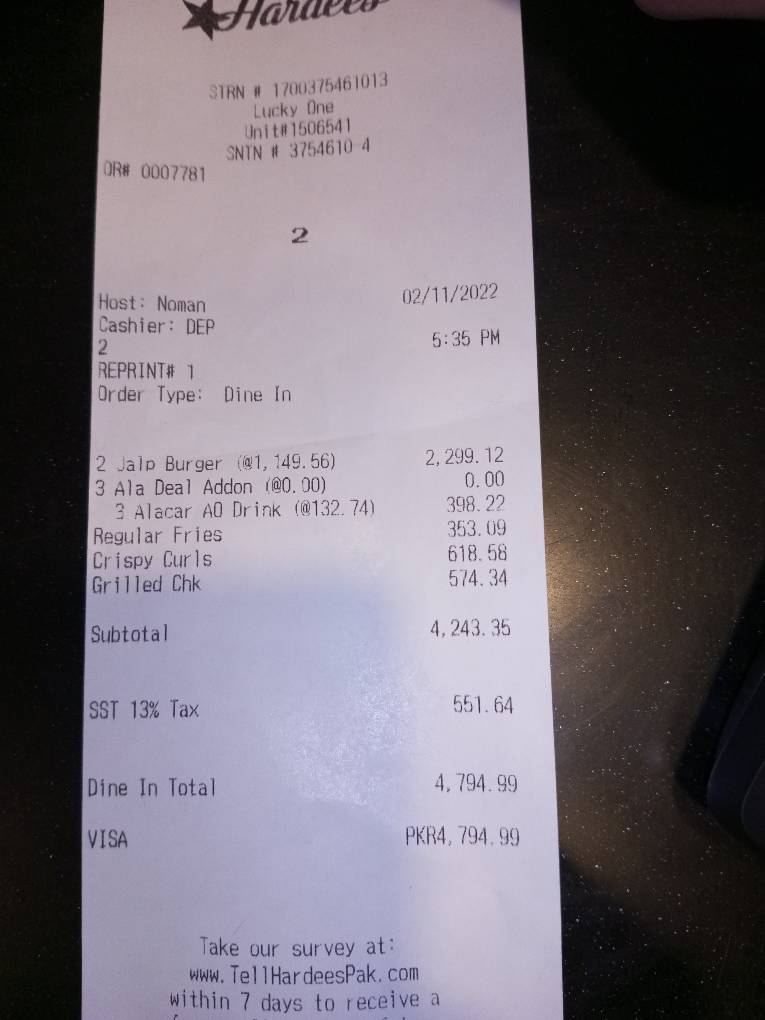 Hardees
STRN # 1700375461013
Lucky One
Unit#1506541
SNTN # 3754610-4
OR# 0007781
2
Host: Noman 02/11/2022
Cashier: DEP
2 5:35 PM
REPRINT# 1
Order Type: Dine In
2 Jalp Burger (@1,149.56) 2,299.12
3 Ala Deal Addon (@0.00) 0.00
3 Alacar AO Drink (@132.74) 398.22
Regular Fries 353.09
Crispy Curls 618.58
Grilled Chk 574.34
Subtotal 4,243.35
SST 13% Tax 551.64
Dine In Total 4,794.99
VISA PKR4,794.99
Take our survey at:
www.TellHardeesPak.com
within 7 days to receive a